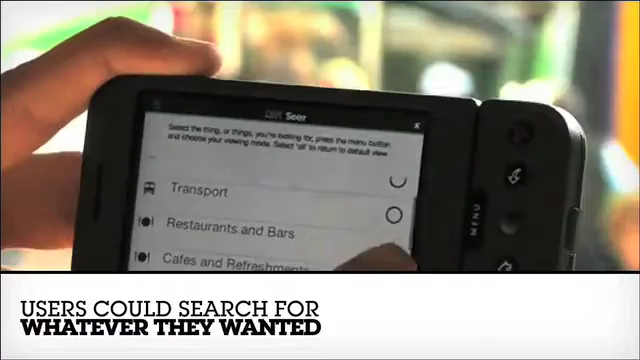 IBM Seer
x
Select the thing, or things, you're looking for, press the menu button
and choose your viewing mode. Select 'all' to return to default view.
Transport
Restaurants and Bars
Cafes and Refreshments
MENU
USERS COULD SEARCH FOR
WHATEVER THEY WANTED